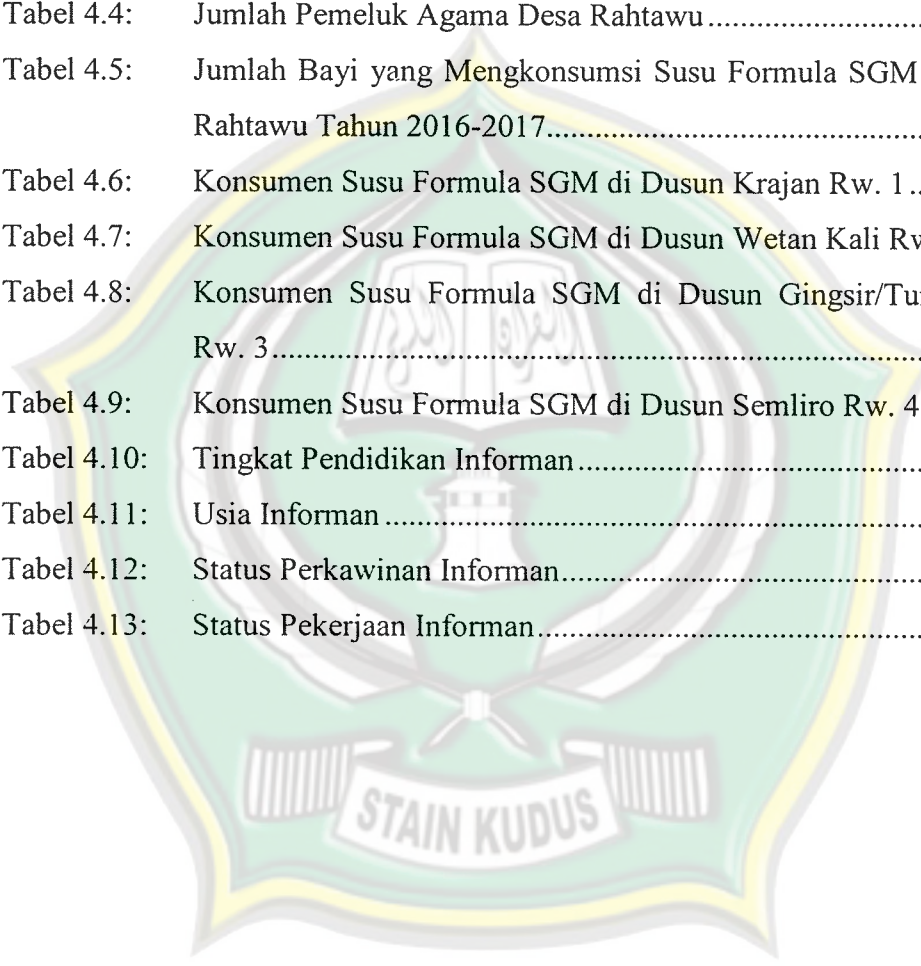 Tabel 4.4: Jumlah Pemeluk Agama Desa Rahtawu ..........................
Tabel 4.5: Jumlah Bayi yang Mengkonsumsi Susu Formula SGM
Rahtawu Tahun 2016-2017..............................................
Tabel 4.6: Konsumen Susu Formula SGM di Dusun Krajan Rw. 1 ..
Tabel 4.7: Konsumen Susu Formula SGM di Dusun Wetan Kali
Tabel 4.8: Konsumen Susu Formula SGM di Dusun
Rw. 3................................................................................
Tabel 4.9: Konsumen Susu Formula SGM di Dusun Semliro Rw. 4
Tabel 4.10: Tingkat Pendidikan Informan ..........................................
Tabel 4.11: Usia Informan ..................................................................
Tabel 4.12: Status Perkawinan Informan............................................
Tabel 4.13: Status Pekerjaan Informan...............................................
STAIN KUDUS